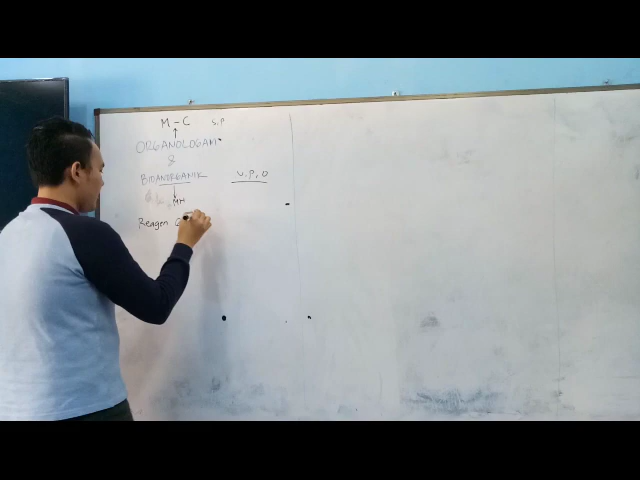 M - C S.P
ORGANOLOGAM
&
BIOANORGANIK U.P.O
MH
Reagen G